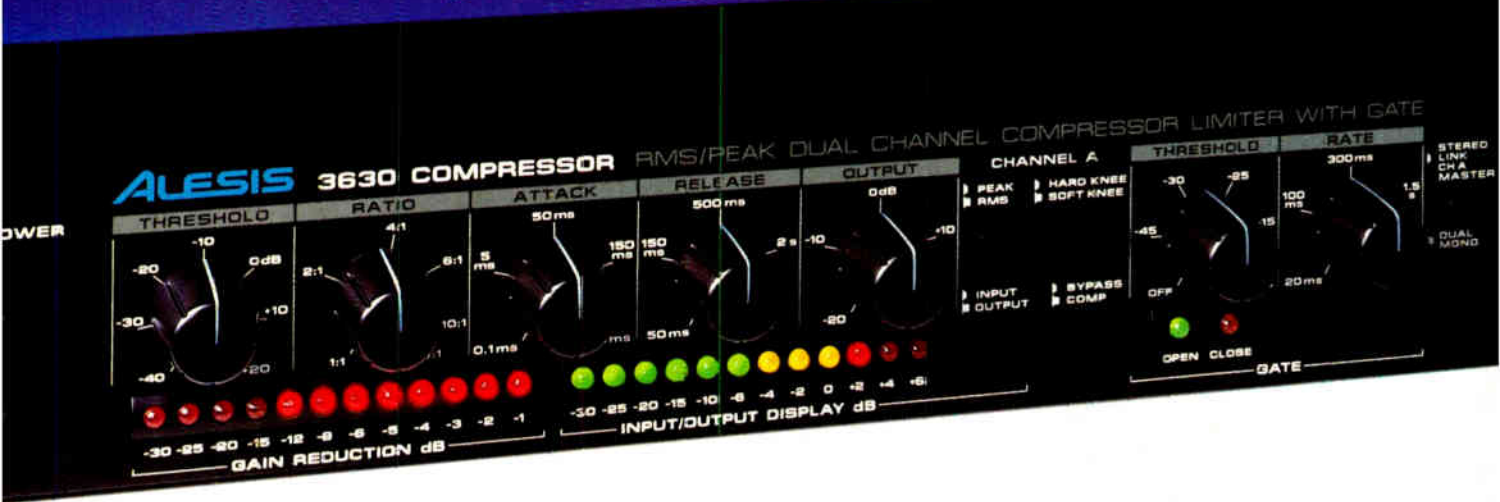 ALESIS 3630 COMPRESSOR RMS/PEAK DUAL CHANNEL COMPRESSOR LIMITER WITH GATE
OWER
THRESHOLD
-40
-30
-20
-10
0dB
+10
+20
RATIO
1:1
2:1
4:1
6:1
10:1
ATTACK
0.1ms
5 ms
50ms
150 ms
ms
RELEASE
50ms
150 ms
500ms
2s
OUTPUT
-20
-10
0dB
+10
CHANNEL A
PEAK
RMS
HARD KNEE
SOFT KNEE
INPUT
OUTPUT
BYPASS
COMP
THRESHOLD
OFF
-45
-30
-25
-15
RATE
20ms
100 ms
300ms
1.5 s
STEREO
LINK
CH A
MASTER
DUAL
MONO
OPEN CLOSE
GATE
-30 -25 -20 -15 -12 -9 -6 -5 -4 -3 -2 -1
GAIN REDUCTION dB
-30 -25 -20 -15 -10 -6 -4 -2 0 +2 +4 +6
INPUT/OUTPUT DISPLAY dB